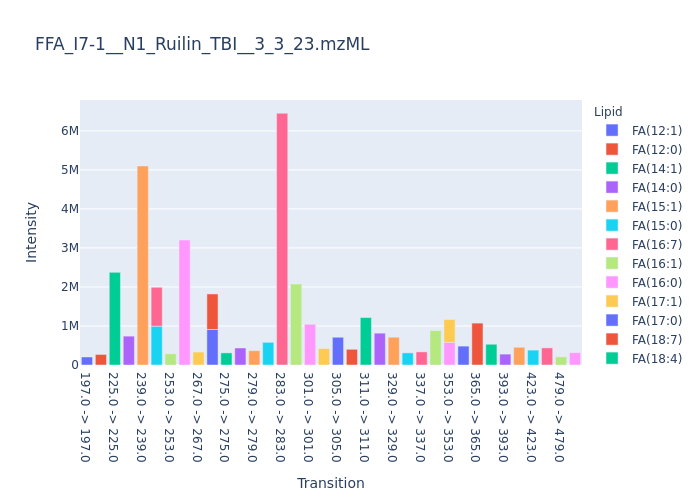 FFA_I7-1__N1_Ruilin_TBI__3_3_23.mzML
Lipid
FA(12:1)
FA(12:0)
FA(14:1)
FA(14:0)
FA(15:1)
FA(15:0)
FA(16:7)
FA(16:1)
FA(16:0)
FA(17:1)
FA(17:0)
FA(18:7)
FA(18:4)
Intensity
6M
5M
4M
3M
2M
1M
0
197.0 -> 197.0
225.0 -> 225.0
239.0 -> 239.0
253.0 -> 253.0
267.0 -> 267.0
275.0 -> 275.0
279.0 -> 279.0
283.0 -> 283.0
301.0 -> 301.0
305.0 -> 305.0
311.0 -> 311.0
329.0 -> 329.0
337.0 -> 337.0
353.0 -> 353.0
365.0 -> 365.0
393.0 -> 393.0
423.0 -> 423.0
479.0 -> 479.0
Transition